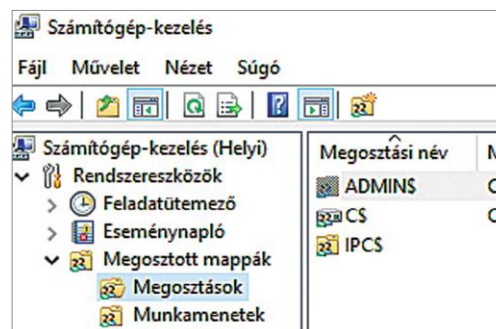 Számítógép-kezelés
Fájl Művelet Nézet Súgó
Számítógép-kezelés (Helyi)
Rendszereszközök
Feladatütemező
Eseménynapló
Megosztott mappák
Megosztások
Munkamenetek
Megosztási név
ADMIN$
C$
IPC$